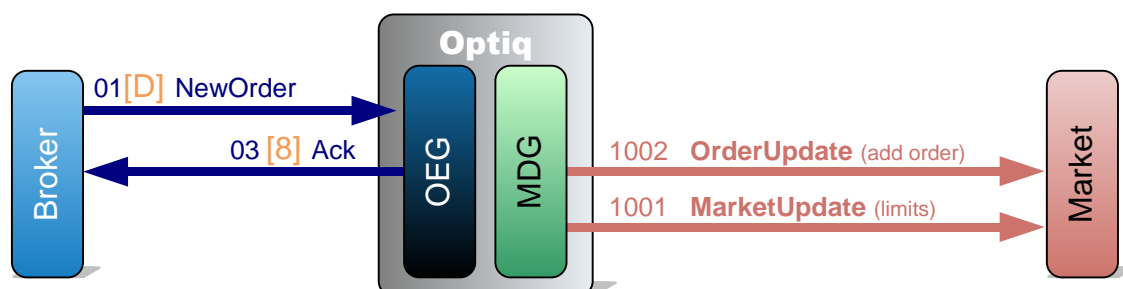 Optiq
Broker
01[D] NewOrder
03 [8] Ack
OEG
MDG
1002 OrderUpdate (add order)
1001 MarketUpdate (limits)
Market